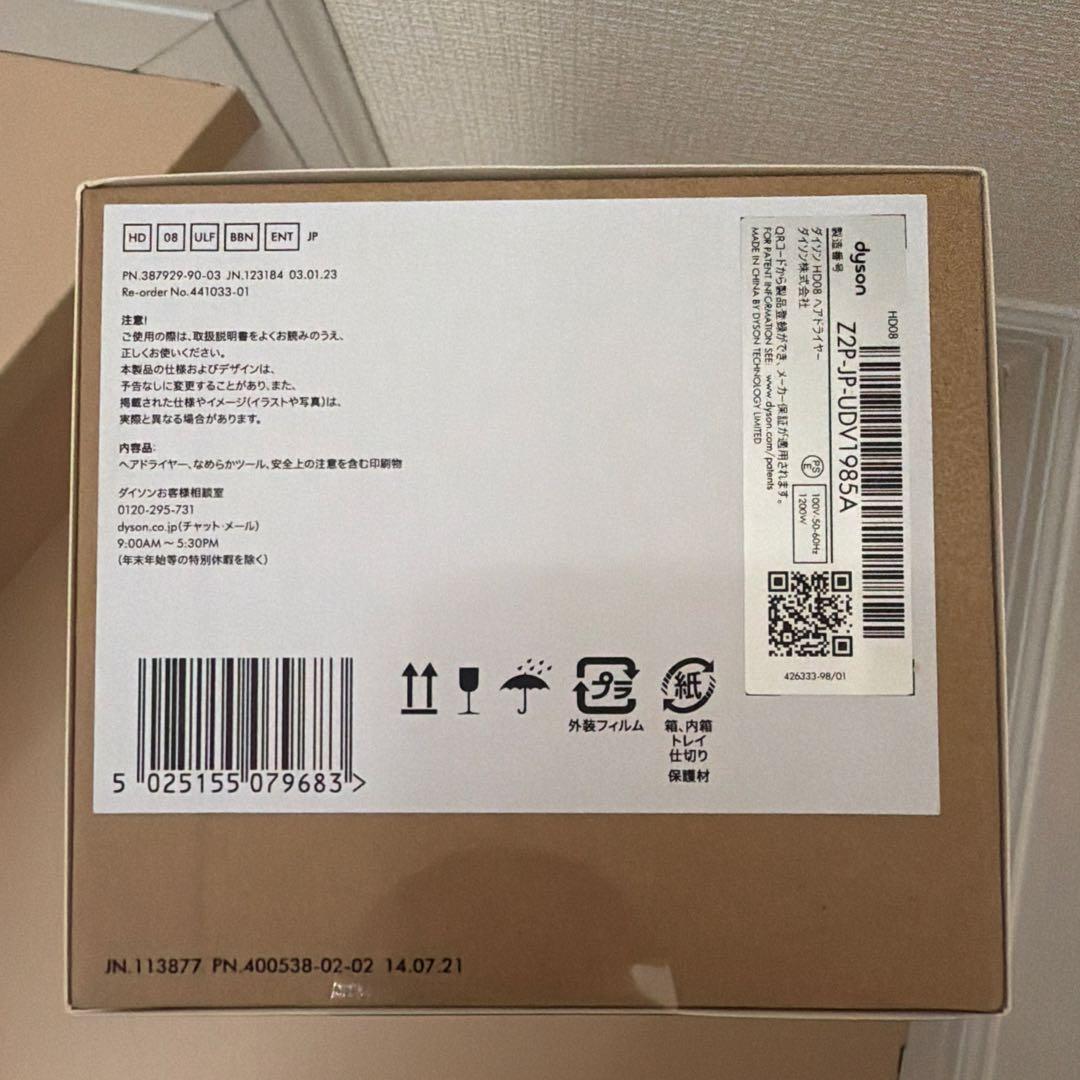 HD 08 ULF BBN ENT JP
PN.387929-90-03 JN.123184 03.01.23
Re-order No.441033-01
注意!
ご使用の際は、取扱説明書をよくお読みのうえ、
正しくお使いください。
本製品の仕様およびデザインは、
予告なしに変更することがあり、また、
掲載された仕様やイメージ(イラストや写真)は、
実際と異なる場合があります。
内容品:
ヘアドライヤー、なめらかツール、安全上の注意を含む印刷物
ダイソンお客様相談室
0120-295-731
dyson.co.jp(チャット・メール)
9:00AM〜5:30PM
(年末年始等の特別休暇を除く)
5 025155 079683 >
プラ
外装フィルム
紙
箱、内箱
トレイ
仕切り
保護材
HD08
dyson
製造番号 Z2P-JP-UDV1985A
ダイソン HD08 ヘアドライヤー
ダイソン株式会社
PS
E
100V-50-60Hz
1200W
QRコードから製品登録ができ、メーカー保証が適用されます。
FOR PATENT INFORMATION SEE: www.dyson.com/patents
MADE IN CHINA BY DYSON TECHNOLOGY LIMITED
426333-98/01
JN.113877 PN.400538-02-02 14.07.21